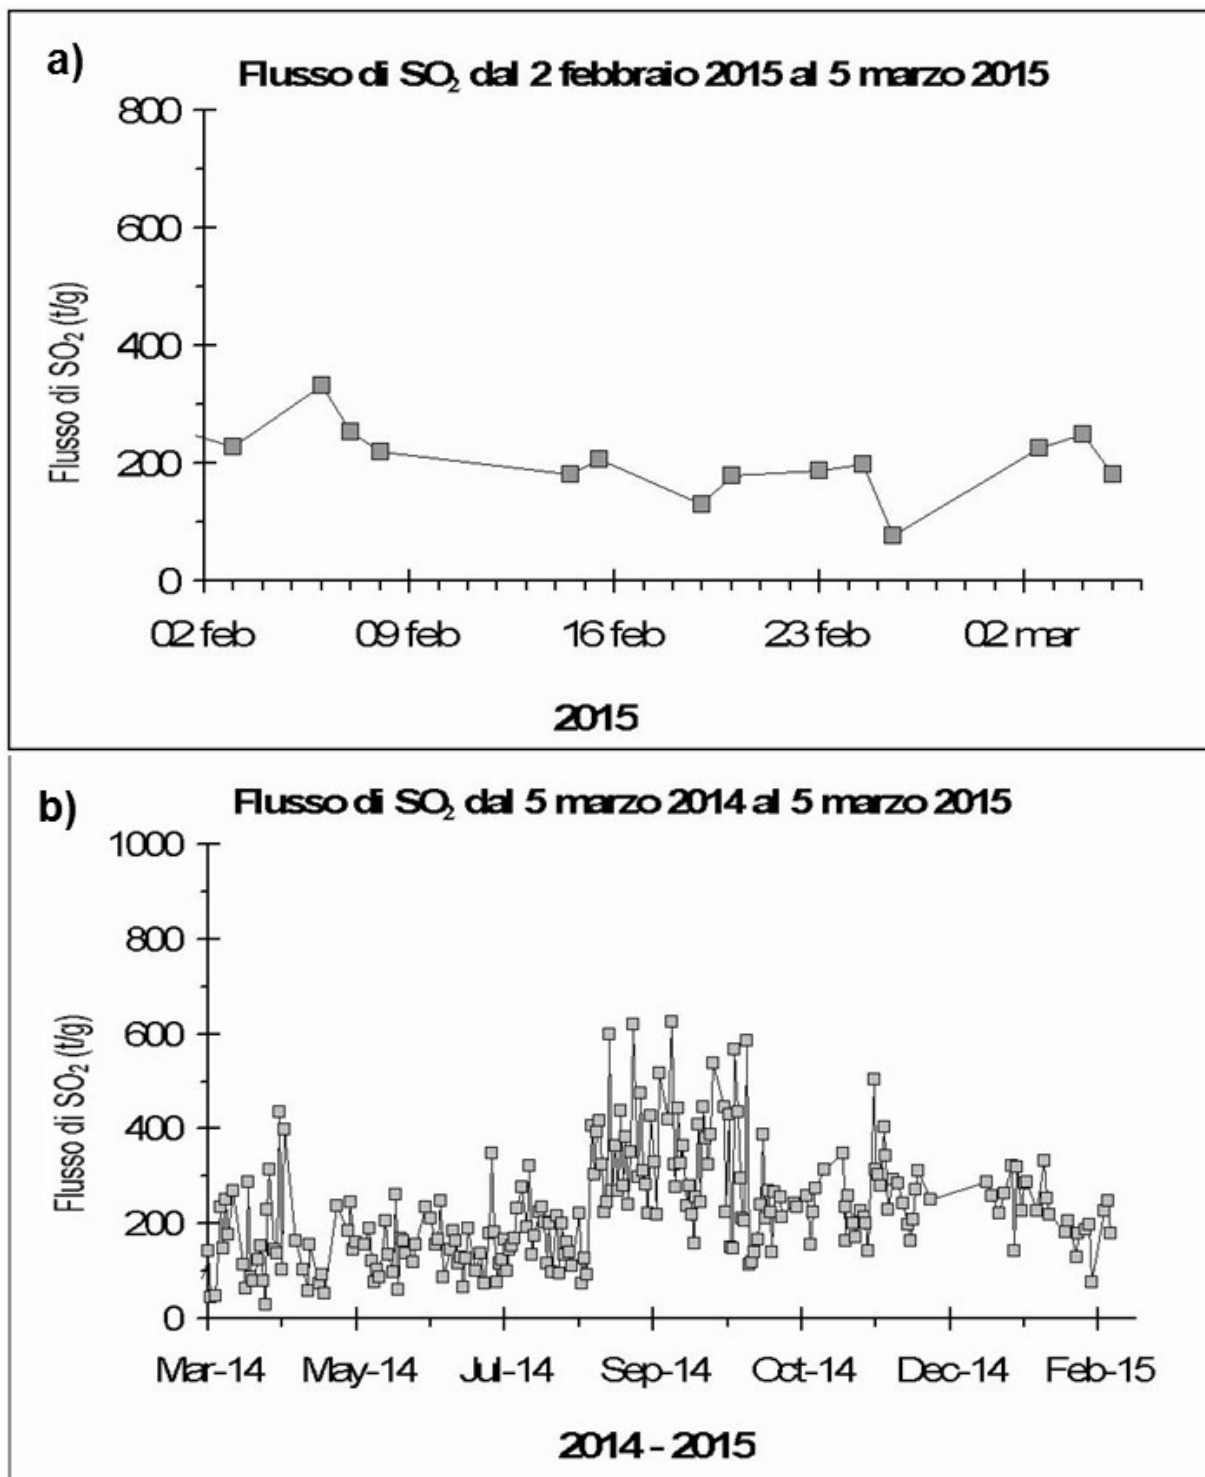 a)
Flusso di SO₂ dal 2 febbraio 2015 al 5 marzo 2015
800
600
400
200
0
Flusso di SO₂ (t/g)
02 feb 09 feb 16 feb 23 feb 02 mar
2015
b)
Flusso di SO₂ dal 5 marzo 2014 al 5 marzo 2015
1000
800
600
400
200
0
Flusso di SO₂ (t/g)
Mar-14 May-14 Jul-14 Sep-14 Oct-14 Dec-14 Feb-15
2014 - 2015